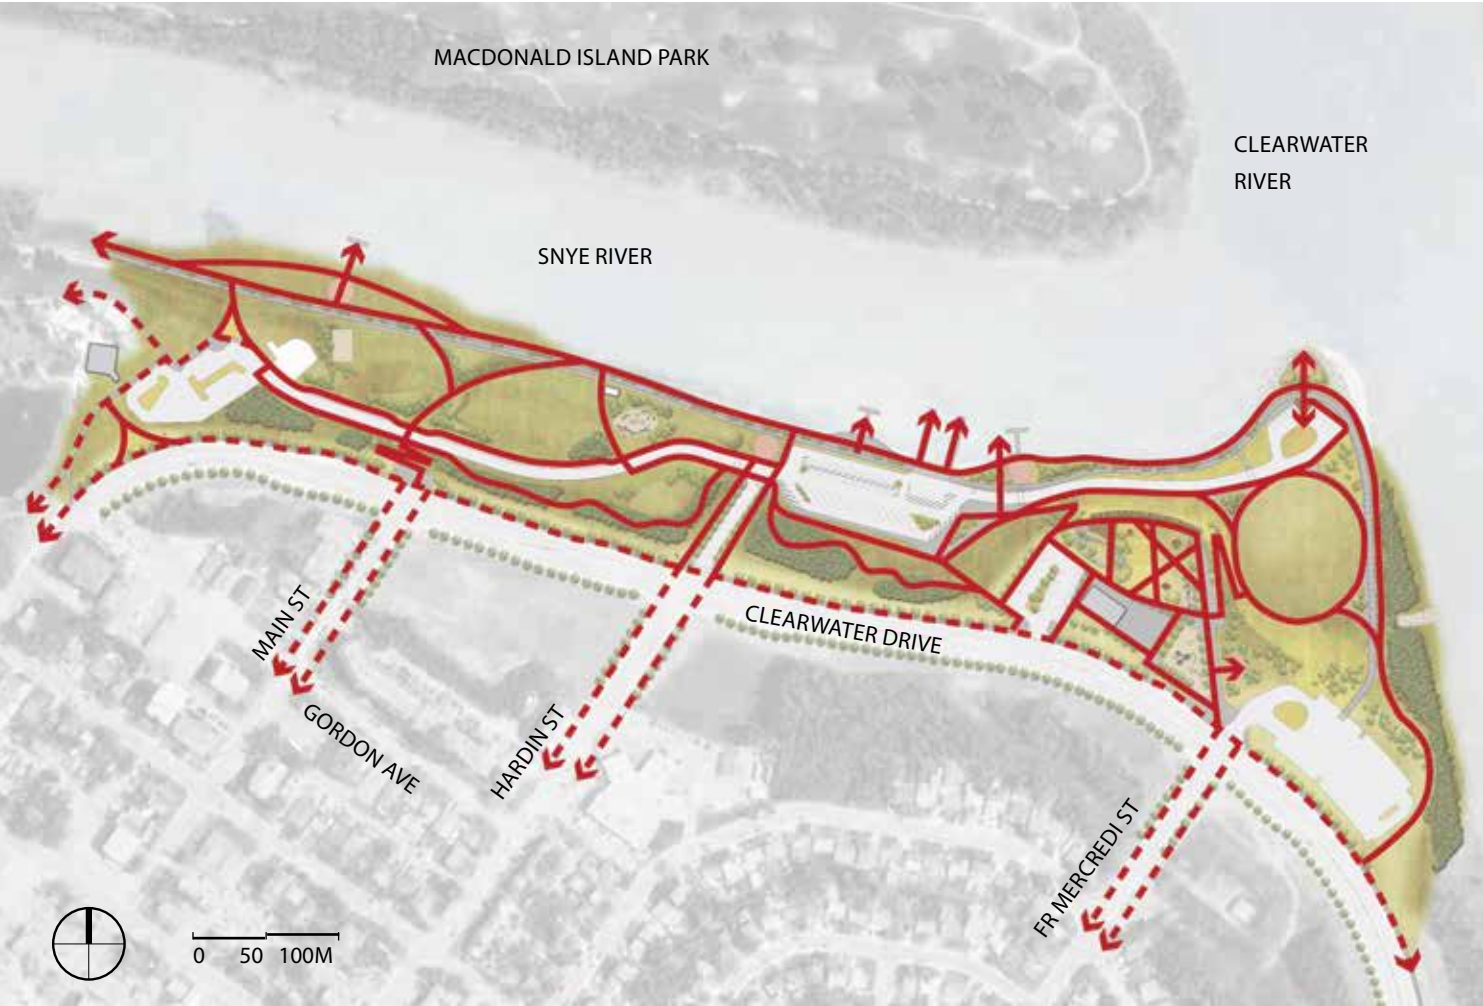 MACDONALD ISLAND PARK
CLEARWATER
RIVER
SNYE RIVER
MAIN ST
CLEARWATER DRIVE
GORDON AVE
HARDIN ST
FR MERCREDI ST
0 50 100M